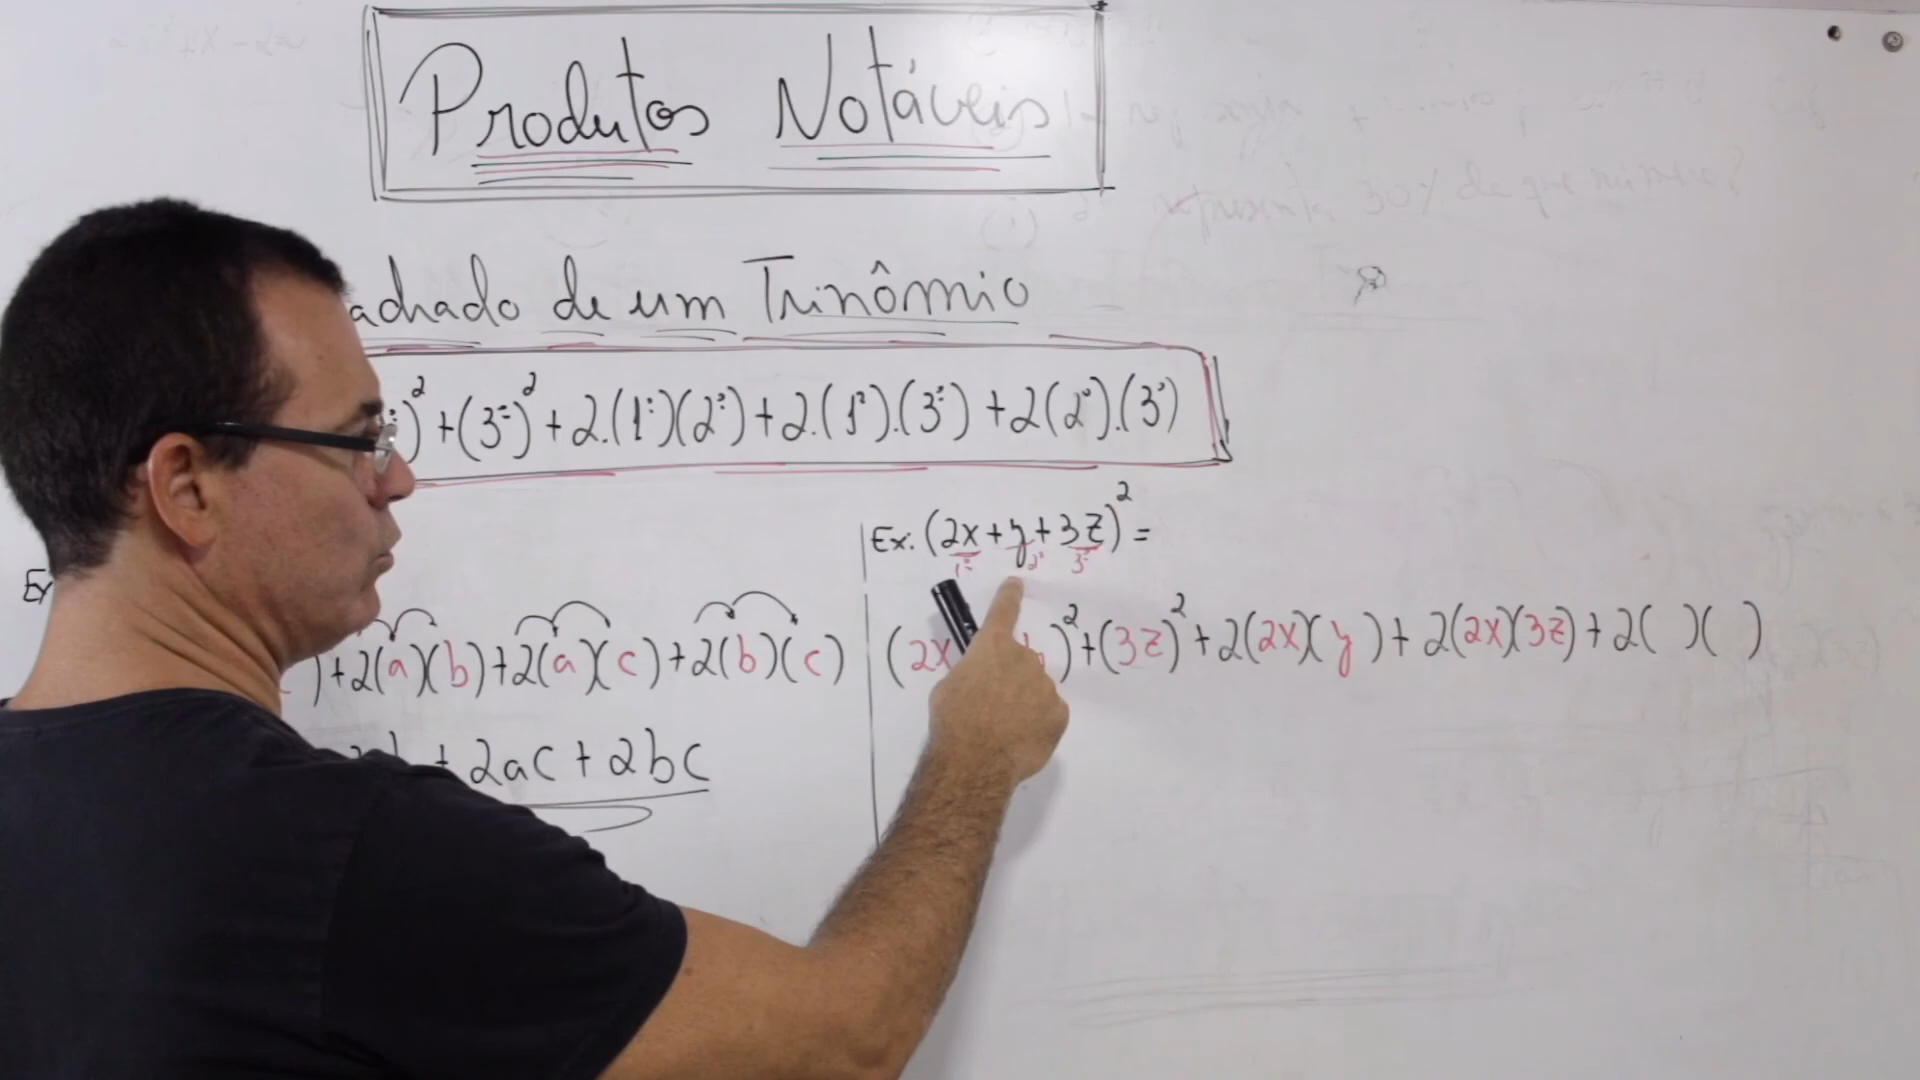 Produtos Notáveis
achado de um Trinômio
)² + (3º)² + 2.(1º)(2º) + 2.(1º).(3º) + 2(2º).(3º)
Ex: (2x + y + 3z)² =
1º 2º 3º
Ex
) + 2(a)(b) + 2(a)(c) + 2(b)(c)
(2x )² + (3z)² + 2(2x)(y) + 2(2x)(3z) + 2( )( )
+ 2ac + 2bc